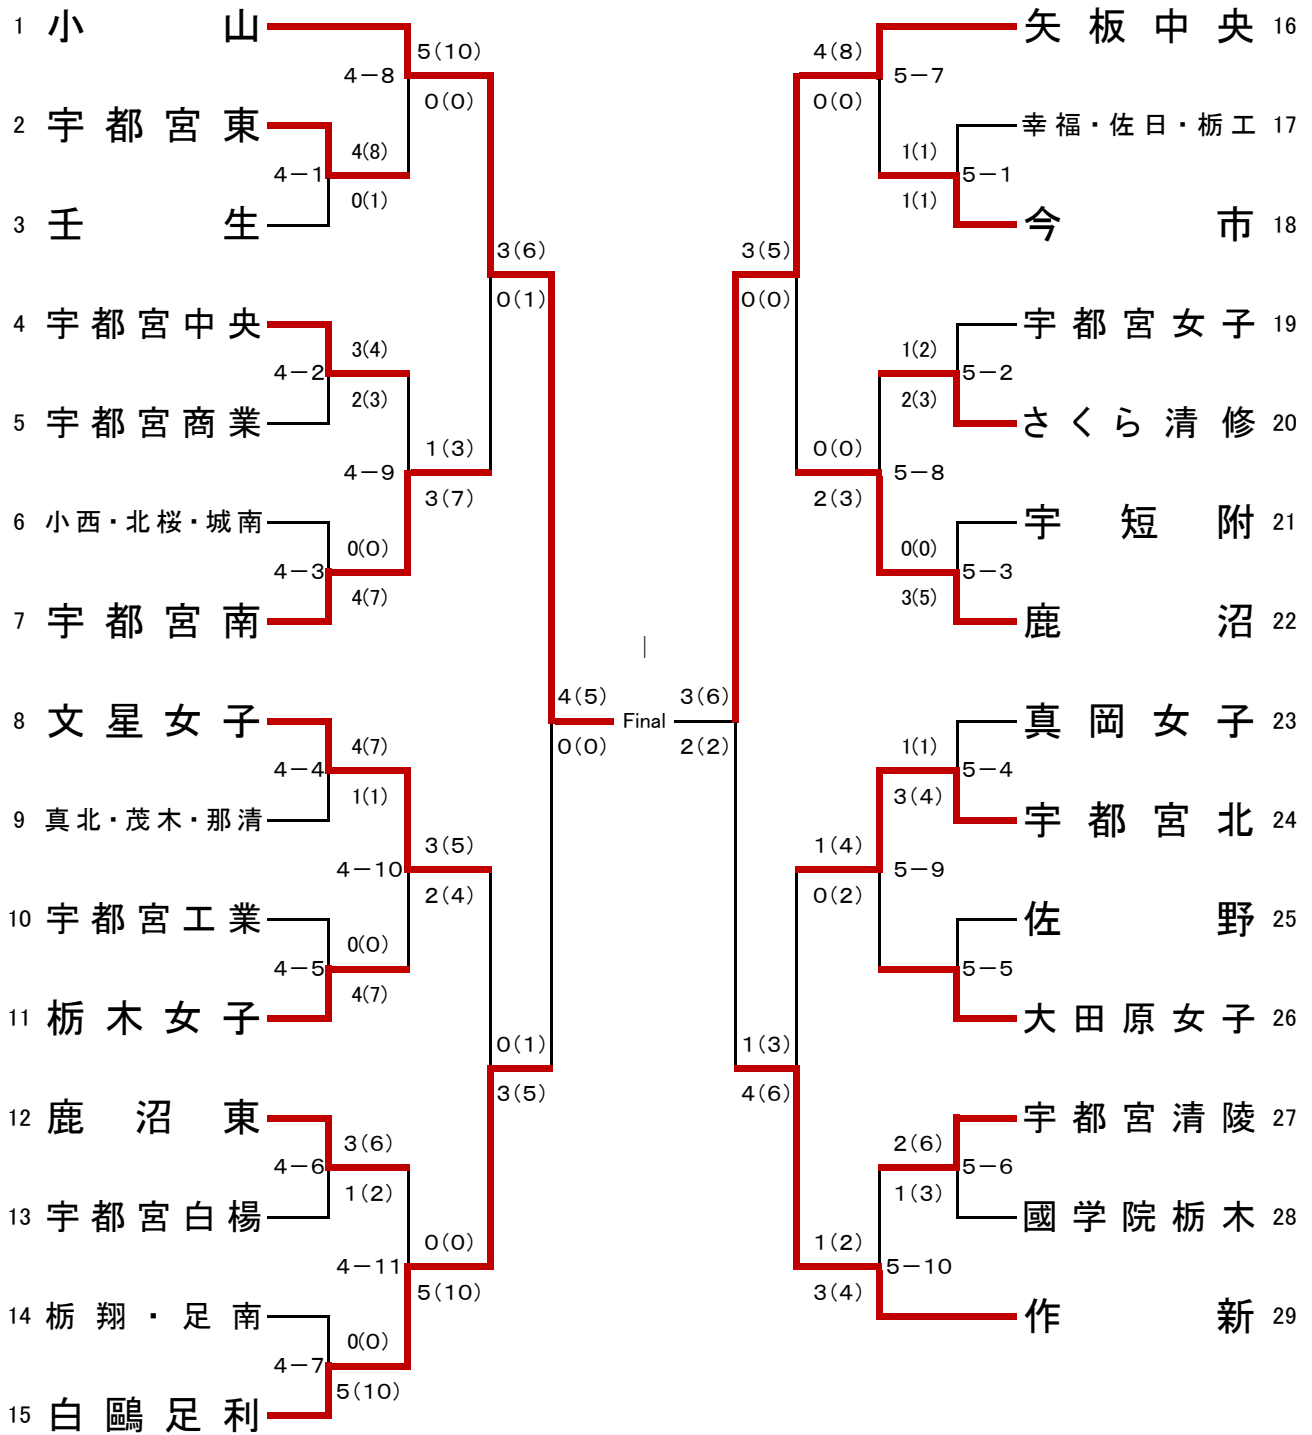 1 小山
5(10)
4－8
0(0)
2 宇都宮東
4(8)
4－1
0(1)
3 壬生
3(6)
0(1)
4 宇都宮中央
3(4)
4－2
2(3)
5 宇都宮商業
1(3)
4－9
3(7)
6 小西・北桜・城南
0(0)
4－3
4(7)
7 宇都宮南
4(5)
0(0)
8 文星女子
4(7)
4－4
1(1)
9 真北・茂木・那清
3(5)
4－10
2(4)
10 宇都宮工業
0(0)
4－5
4(7)
11 栃木女子
0(1)
3(5)
12 鹿沼東
3(6)
4－6
1(2)
13 宇都宮白楊
0(0)
4－11
5(10)
14 栃翔・足南
0(0)
4－7
5(10)
15 白鷗足利
｜
Final
矢板中央 16
4(8)
5－7
0(0)
幸福・佐日・栃工 17
1(1)
5－1
1(1)
今市 18
3(5)
0(0)
宇都宮女子 19
1(2)
5－2
2(3)
さくら清修 20
0(0)
5－8
2(3)
宇短附 21
0(0)
5－3
3(5)
鹿沼 22
3(6)
2(2)
真岡女子 23
1(1)
5－4
3(4)
宇都宮北 24
1(4)
5－9
0(2)
佐野 25
5－5
大田原女子 26
1(3)
4(6)
宇都宮清陵 27
2(6)
5－6
1(3)
國学院栃木 28
1(2)
5－10
3(4)
作新 29